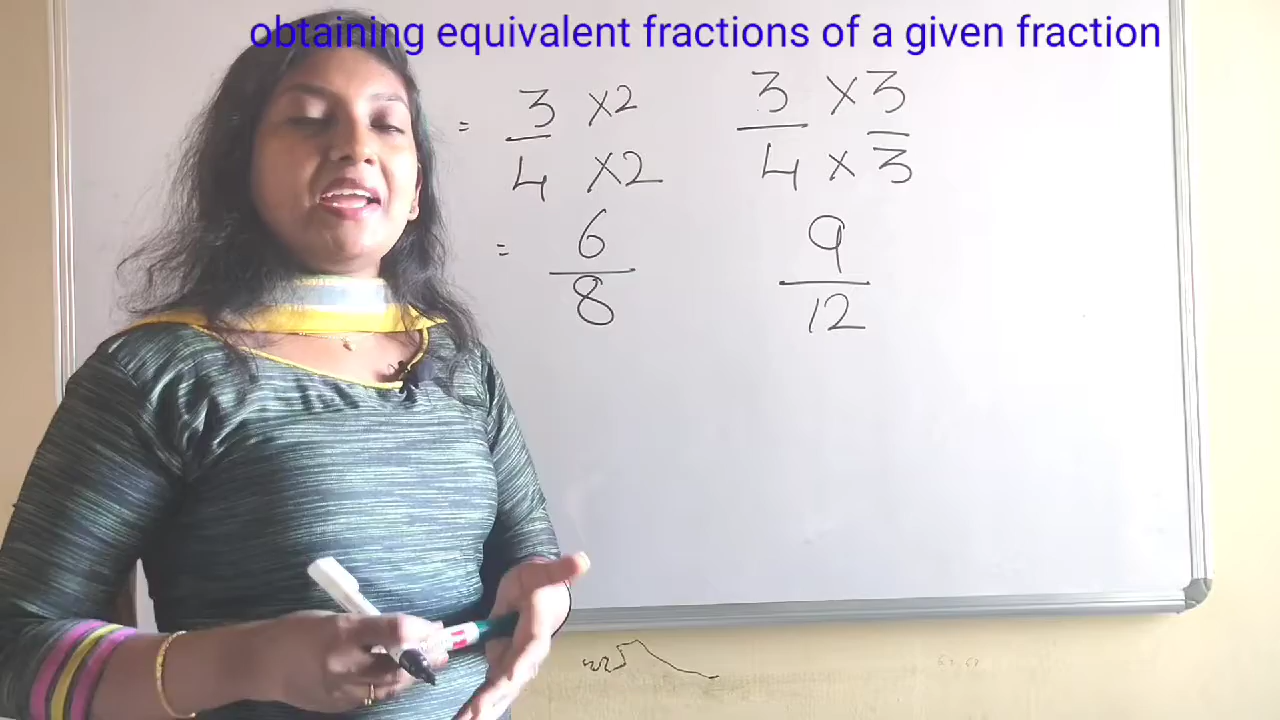 obtaining equivalent fractions of a given fraction
= 3 ×2 3 × 3
4 ×2 4 × 3
= 6 9
8 12